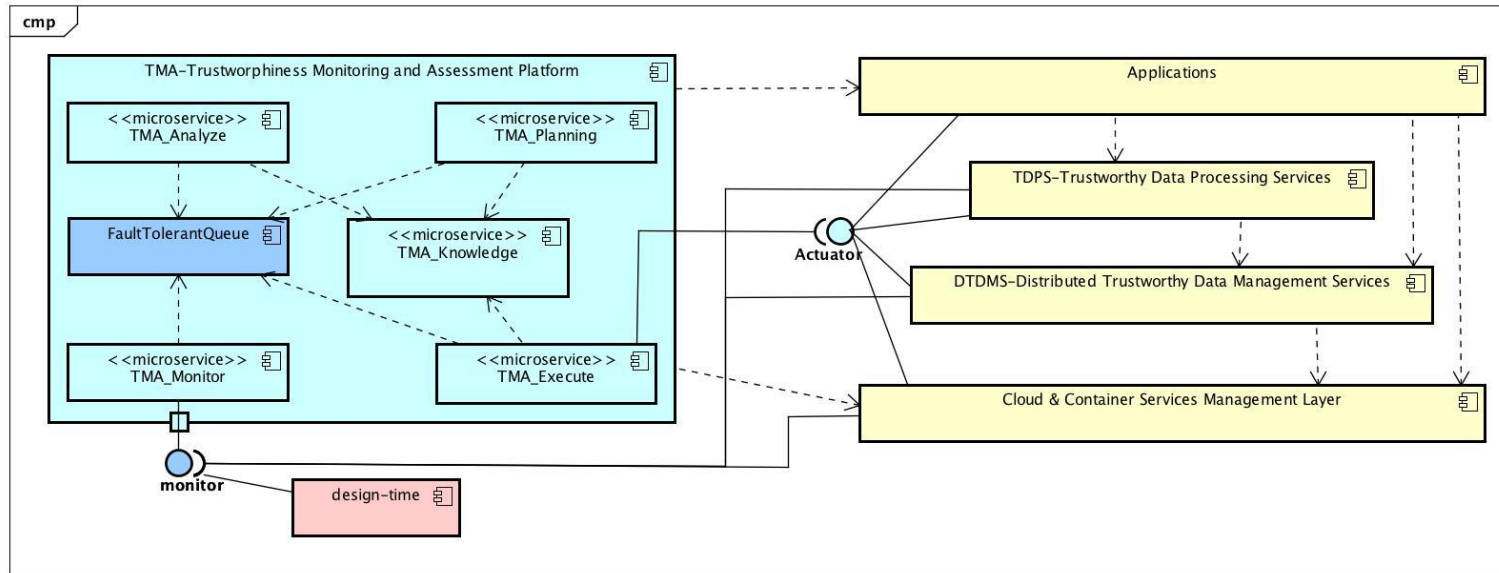 cmp
TMA-Trustworphiness Monitoring and Assessment Platform
<<microservice>>
TMA_Analyze
<<microservice>>
TMA_Planning
FaultTolerantQueue
<<microservice>>
TMA_Knowledge
<<microservice>>
TMA_Monitor
<<microservice>>
TMA_Execute
monitor
design-time
Actuator
Applications
TDPS-Trustworthy Data Processing Services
DTDMS-Distributed Trustworthy Data Management Services
Cloud & Container Services Management Layer